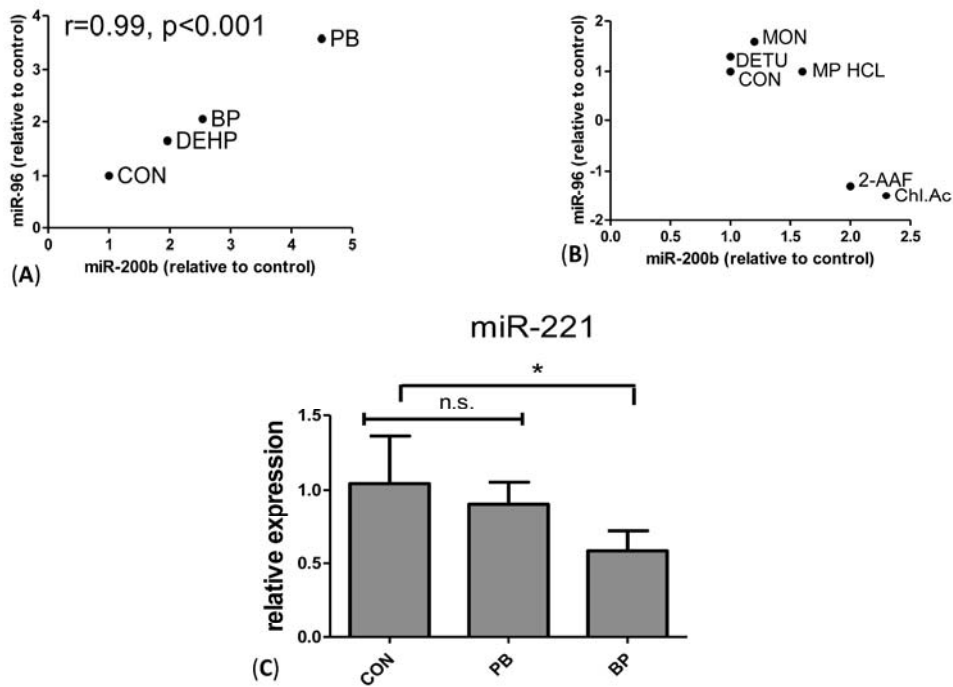 r=0.99, p<0.001
miR-96 (relative to control)
4
3
2
1
0
PB
BP
DEHP
CON
0 1 2 3 4 5
miR-200b (relative to control)
(A)
miR-96 (relative to control)
2
1
0
-1
-2
MON
DETU
CON
MP HCL
2-AAF
Chl.Ac
0.0 0.5 1.0 1.5 2.0 2.5
miR-200b (relative to control)
(B)
miR-221
*
n.s.
relative expression
1.5
1.0
0.5
0.0
CON PB BP
(C)